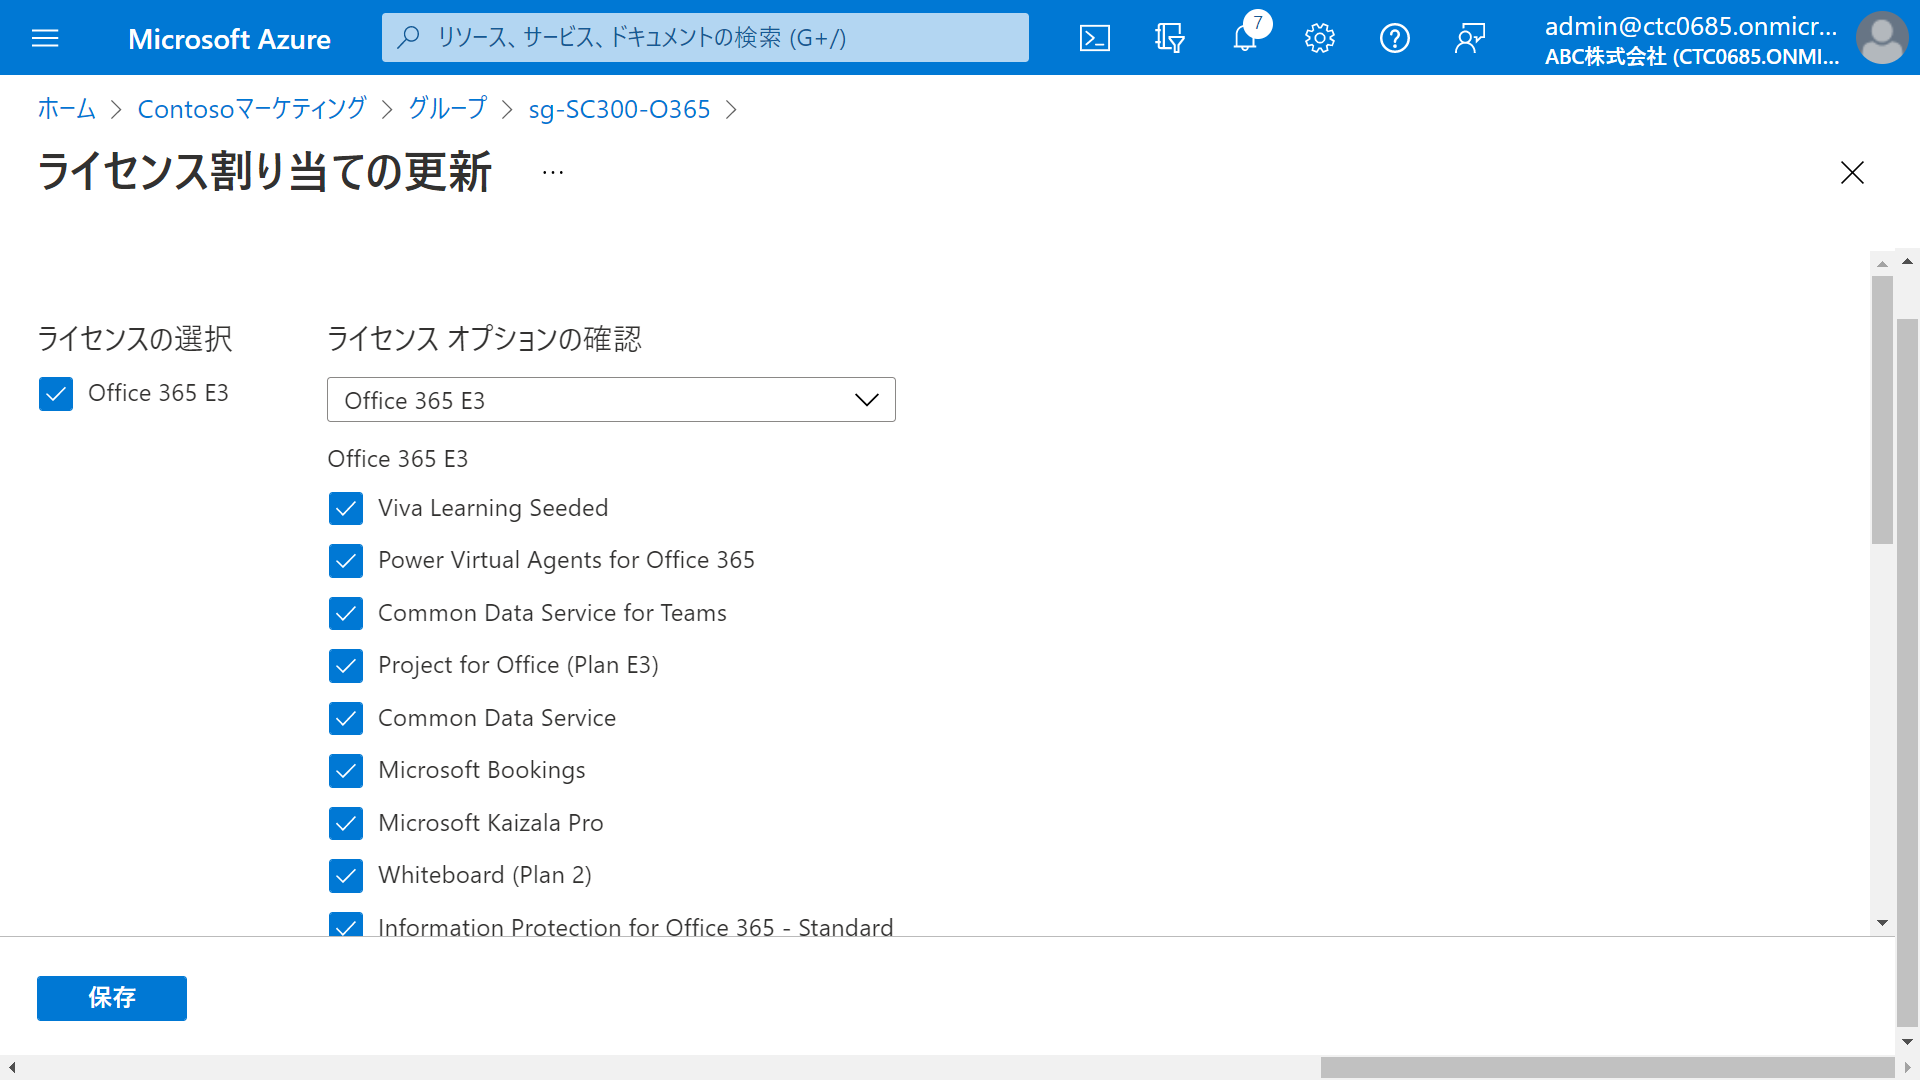 Microsoft Azure
リソース、サービス、ドキュメントの検索 (G+/)
7
admin@ctc0685.onmicr...
ABC株式会社 (CTC0685.ONMI...
ホーム > Contosoマーケティング > グループ > sg-SC300-O365 >
ライセンス割り当ての更新 ...
ライセンスの選択
Office 365 E3
ライセンス オプションの確認
Office 365 E3
Office 365 E3
Viva Learning Seeded
Power Virtual Agents for Office 365
Common Data Service for Teams
Project for Office (Plan E3)
Common Data Service
Microsoft Bookings
Microsoft Kaizala Pro
Whiteboard (Plan 2)
Information Protection for Office 365 - Standard
保存